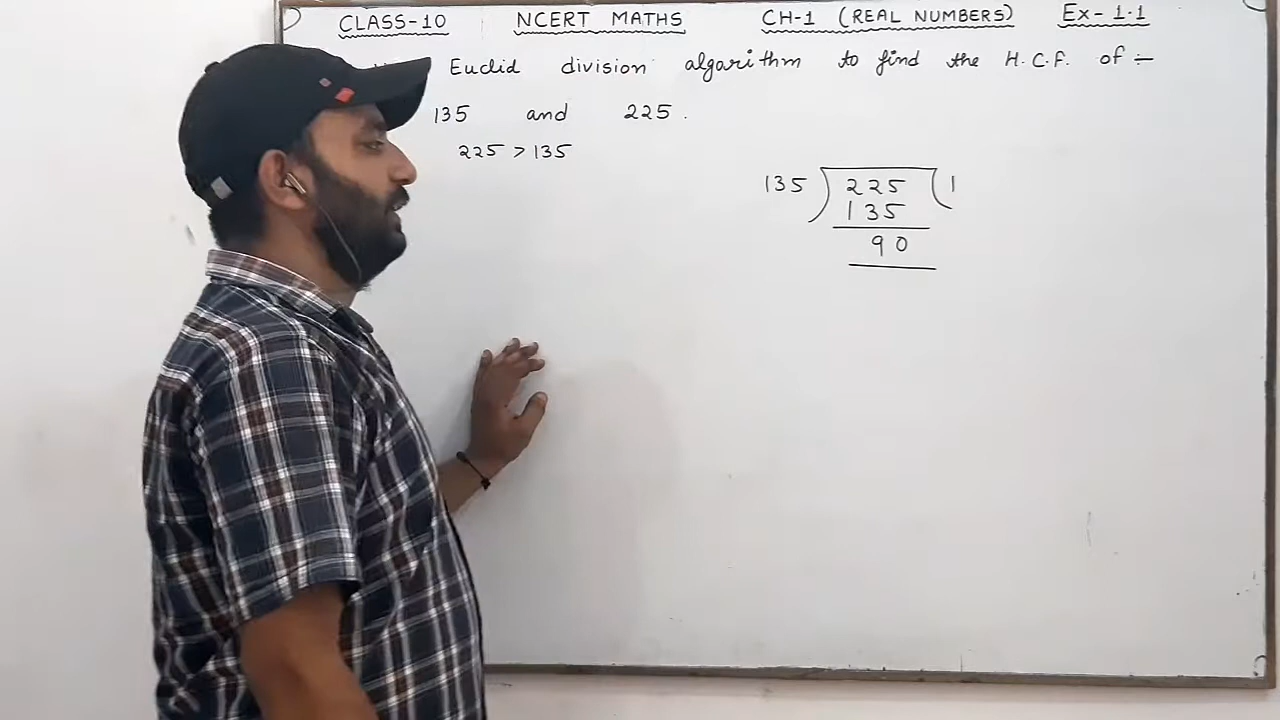 CLASS-10 NCERT MATHS CH-1 (REAL NUMBERS) Ex- 1.1
Euclid division algarithm to find the H.C.F. of :-
135 and 225.
225 > 135
135 ) 225 ( 1
135
90